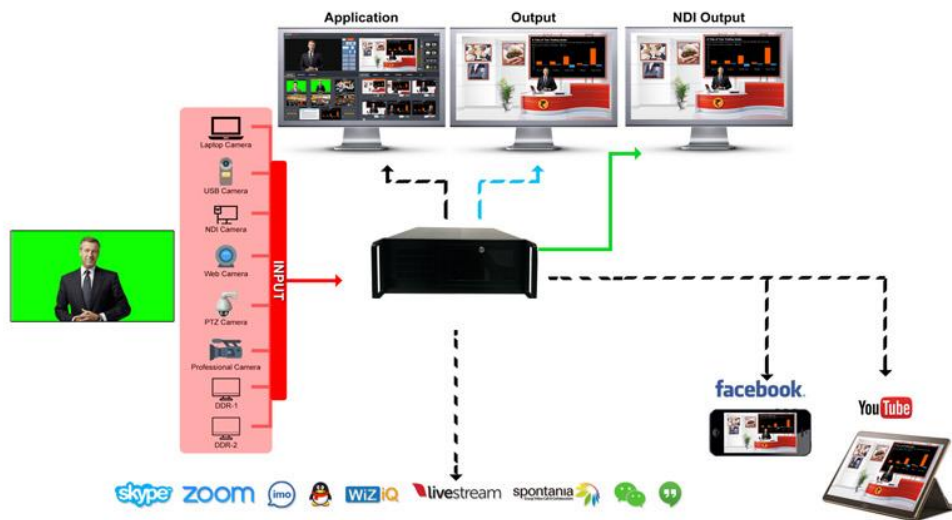 Application
Output
NDI Output
Laptop Camera
USB Camera
NDI Camera
Web Camera
PTZ Camera
Professional Camera
DDR-1
DDR-2
INPUT
facebook
YouTube
skype
zoom
imo
WiZiQ
livestream
spontania